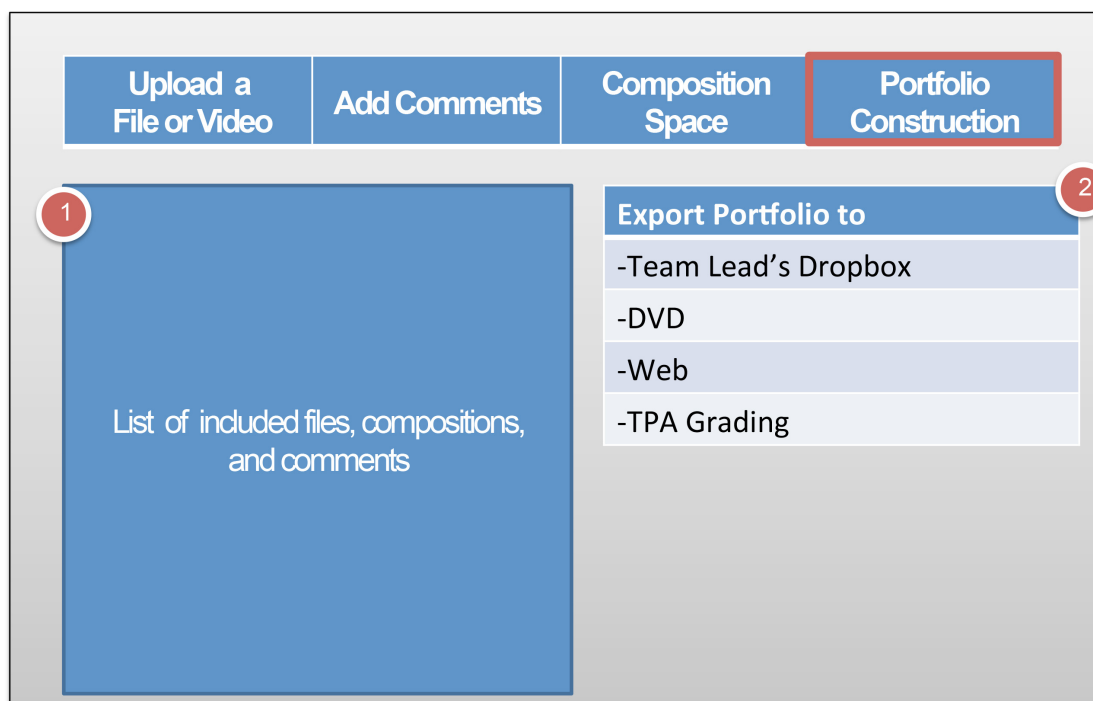 Upload a
File or Video
Add Comments
Composition
Space
Portfolio
Construction
1
List of included files, compositions,
and comments
2
Export Portfolio to
-Team Lead’s Dropbox
-DVD
-Web
-TPA Grading